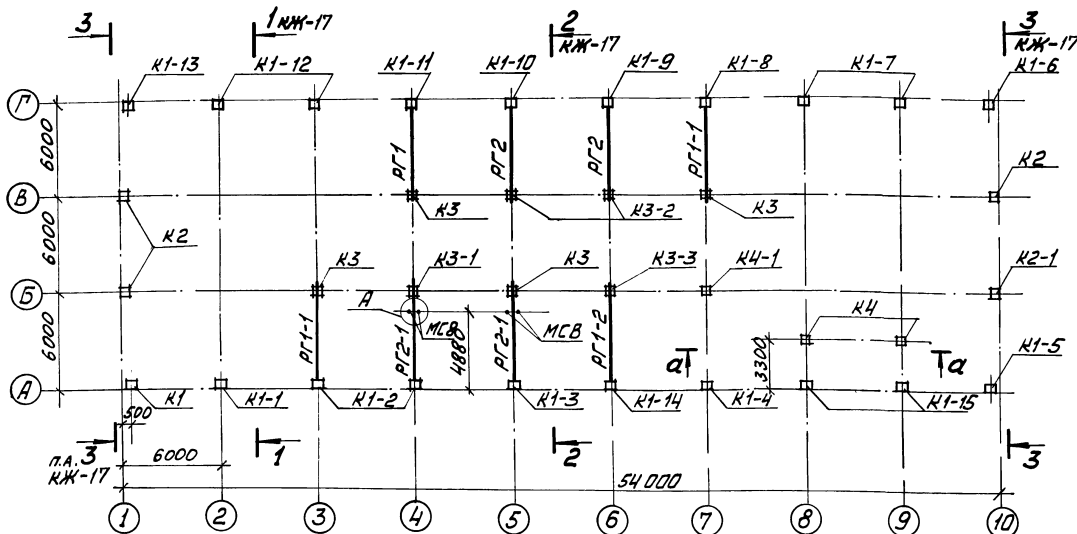 3 1 КЖ-17 2 КЖ-17 3 КЖ-17
К1-13 К1-12 К1-11 К1-10 К1-9 К1-8 К1-7 К1-6
Г
6000 РГ1 РГ2 РГ2 РГ1-1
В К2
К3 К3-2 К3
6000 К2
К3 К3-1 К3 К3-3 К4-1 К2-1
Б
А К4
МСВ МСВ
6000 РГ1-1 РГ2-1 4880 РГ2-1 РГ1-2 а 3300 а К1-5
А
К1 К1-1 К1-2 К1-3 К1-14 К1-4 К1-15
500
3 1 2 3
п.А. КЖ-17
6000
54 000
1 2 3 4 5 6 7 8 9 10